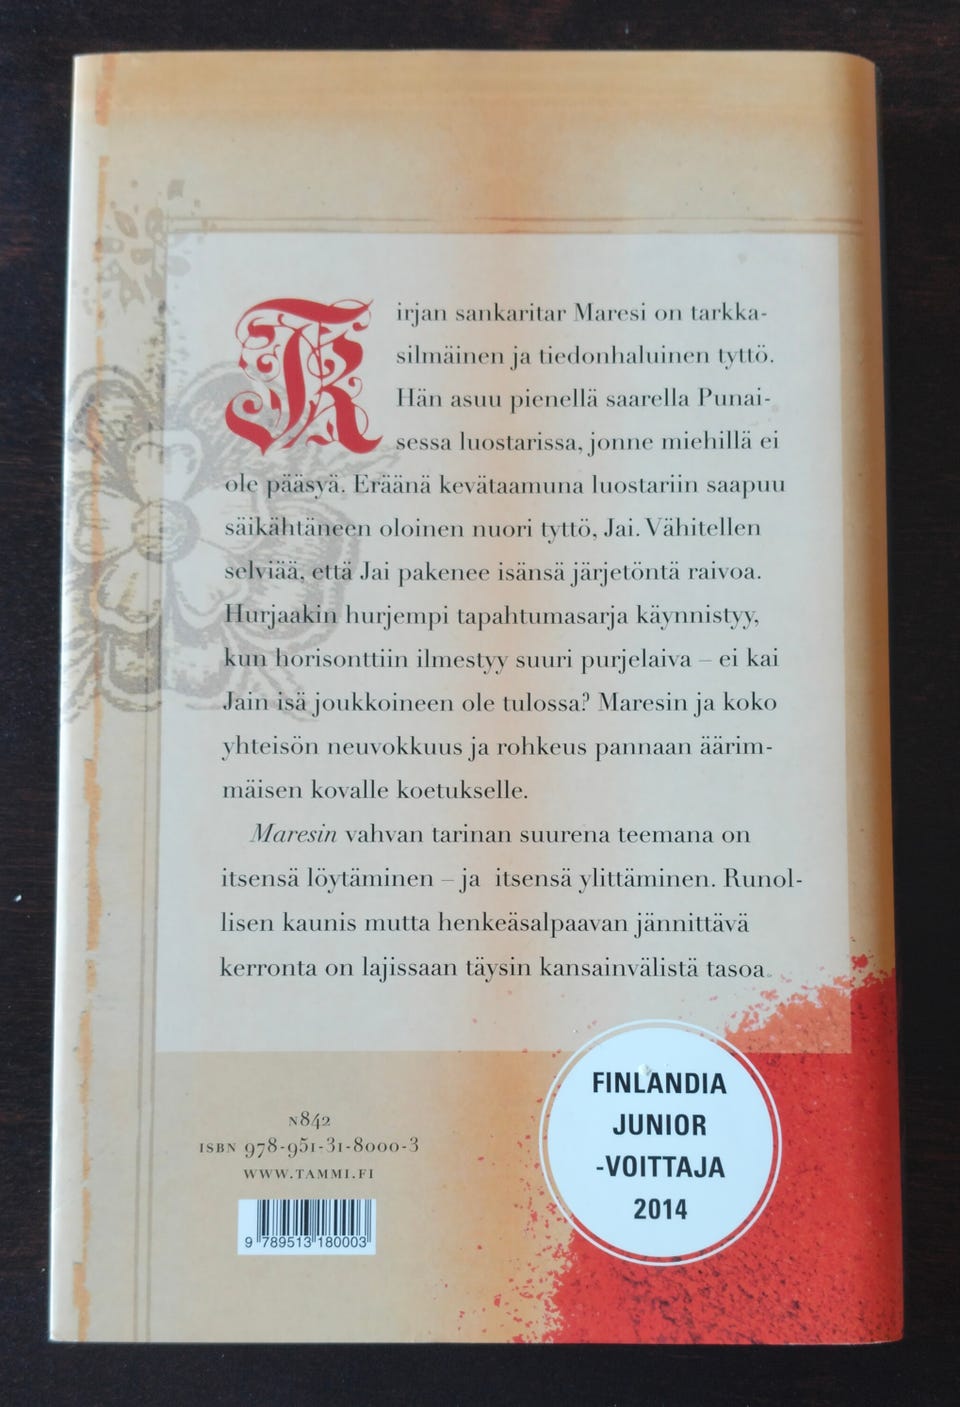 Kirjan sankaritar Maresi on tarkka-
silmäinen ja tiedonhaluinen tyttö.
Hän asuu pienellä saarella Punai-
sessa luostarissa, jonne miehillä ei
ole pääsyä. Eräänä kevätaamuna luostariin saapuu
säikähtäneen oloinen nuori tyttö, Jai. Vähitellen
selviää, että Jai pakenee isänsä järjetöntä raivoa.
Hurjaakin hurjempi tapahtumasarja käynnistyy,
kun horisonttiin ilmestyy suuri purjelaiva – ei kai
Jain isä joukkoineen ole tulossa? Maresin ja koko
yhteisön neuvokkuus ja rohkeus pannaan äärim-
mäisen kovalle koetukselle.
Maresin vahvan tarinan suurena teemana on
itsensä löytäminen – ja itsensä ylittäminen. Runol-
lisen kaunis mutta henkeäsalpaavan jännittävä
kerronta on lajissaan täysin kansainvälistä tasoa.
N842
ISBN 978-951-31-8000-3
WWW.TAMMI.FI
9 789513 180003
FINLANDIA
JUNIOR
-VOITTAJA
2014